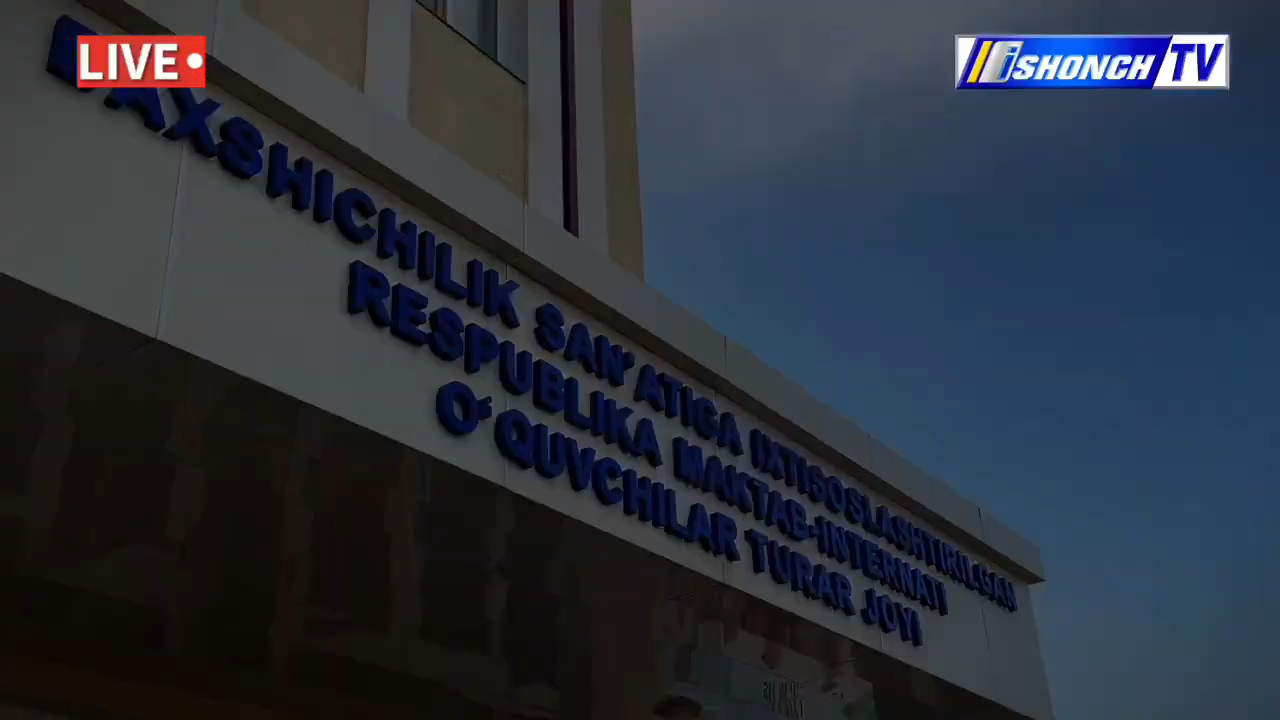 LIVE
ISHONCH TV
BAXSHICHILIK SAN'ATIGA IXTISOSLASHTIRILGAN
RESPUBLIKA MAKTAB-INTERNATI
O‘QUVCHILAR TURAR JOYI